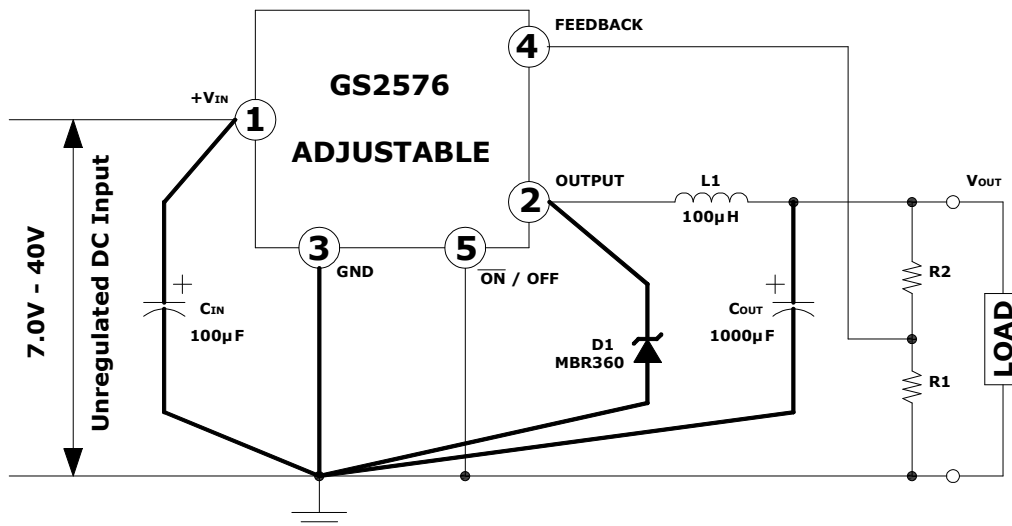 FEEDBACK
4
GS2576
+VIN
1
ADJUSTABLE
OUTPUT
2
L1
100µH
VOUT
3
GND
5
ON / OFF
7.0V - 40V
Unregulated DC Input
CIN
100µF
D1
MBR360
COUT
1000µF
R2
R1
LOAD